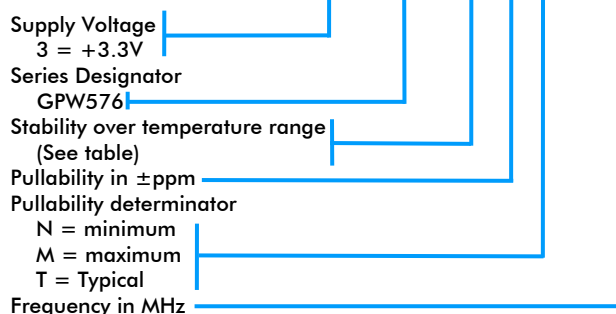 Supply Voltage
3 = +3.3V
Series Designator
GPW576
Stability over temperature range
(See table)
Pullability in ±ppm
Pullability determinator
N = minimum
M = maximum
T = Typical
Frequency in MHz